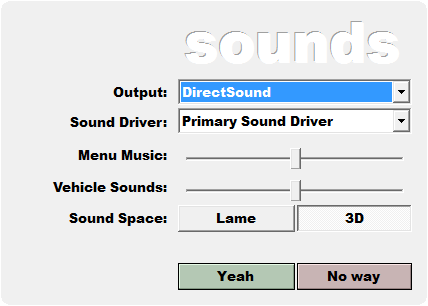 sounds
Output: DirectSound
Sound Driver: Primary Sound Driver
Menu Music:
Vehicle Sounds:
Sound Space: Lame 3D
Yeah No way